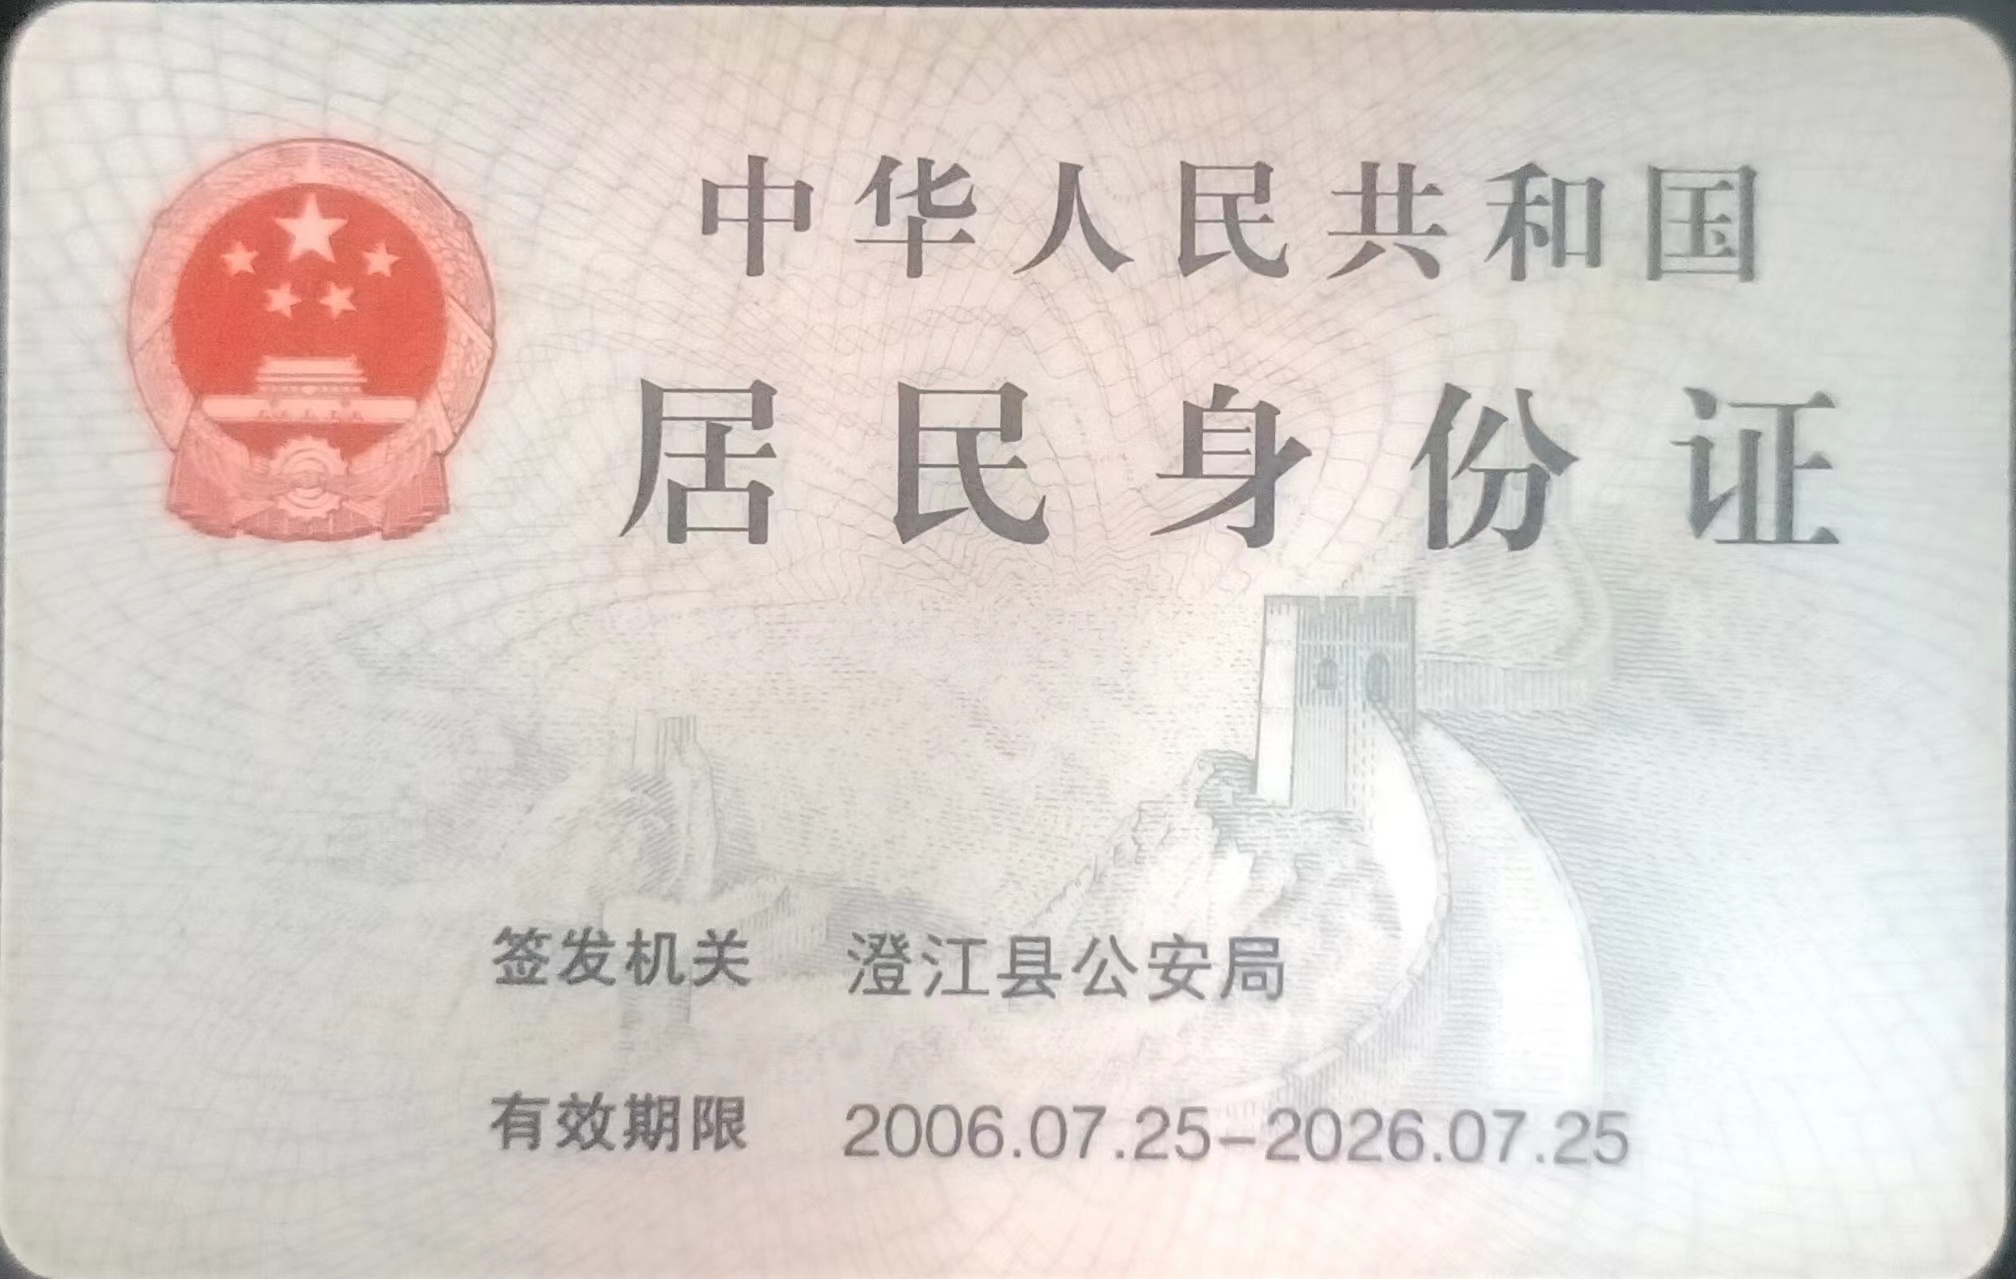 中华人民共和国
居民身份证
签发机关 澄江县公安局
有效期限 2006.07.25-2026.07.25